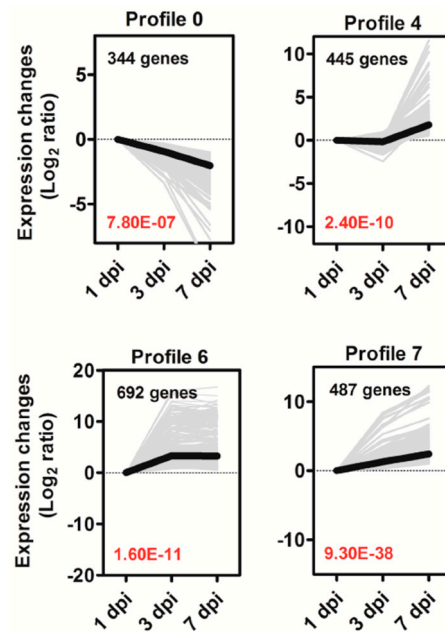 Profile 0
Expression changes
(Log2 ratio)
5
0
-5
344 genes
7.80E-07
1 dpi
3 dpi
7 dpi
Profile 4
10
5
0
-5
-10
445 genes
2.40E-10
1 dpi
3 dpi
7 dpi
Profile 6
Expression changes
(Log2 ratio)
20
10
0
-10
-20
692 genes
1.60E-11
1 dpi
3 dpi
7 dpi
Profile 7
10
0
-10
487 genes
9.30E-38
1 dpi
3 dpi
7 dpi